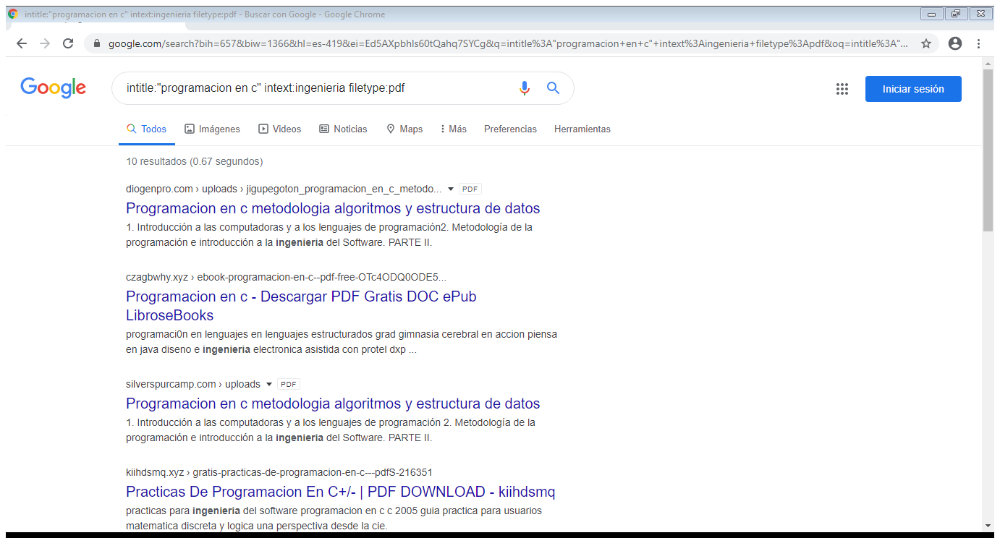 intitle:"programacion en c" intext:ingenieria filetype:pdf - Buscar con Google - Google Chrome
google.com/search?bih=657&biw=1366&hl=es-419&ei=Ed5AXpbhIs60tQahq7SYCg&q=intitle%3A"programacion+en+c"+intext%3Aingenieria+filetype%3Apdf&oq=intitle%3A"...
Google
intitle:"programacion en c" intext:ingenieria filetype:pdf
Iniciar sesión
Todos Imágenes Videos Noticias Maps Más Preferencias Herramientas
10 resultados (0.67 segundos)
diogenpro.com › uploads › jigupegoton_programacion_en_c_metodo... PDF
Programacion en c metodologia algoritmos y estructura de datos
1. Introducción a las computadoras y a los lenguajes de programación2. Metodología de la
programación e introducción a la ingenieria del Software. PARTE II.
czagbwhy.xyz › ebook-programacion-en-c--pdf-free-OTc4ODQ0ODE5...
Programacion en c - Descargar PDF Gratis DOC ePub
LibroseBooks
programaci0n en lenguajes en lenguajes estructurados grad gimnasia cerebral en accion piensa
en java diseno e ingenieria electronica asistida con protel dxp ...
silverspurcamp.com › uploads PDF
Programacion en c metodologia algoritmos y estructura de datos
1. Introducción a las computadoras y a los lenguajes de programación 2. Metodología de la
programación e introducción a la ingenieria del Software. PARTE II.
kiihdsmq.xyz › gratis-practicas-de-programacion-en-c---pdfS-216351
Practicas De Programacion En C+/- | PDF DOWNLOAD - kiihdsmq
practicas para ingenieria del software programacion en c c 2005 guia practica para usuarios
matematica discreta y logica una perspectiva desde la cie.